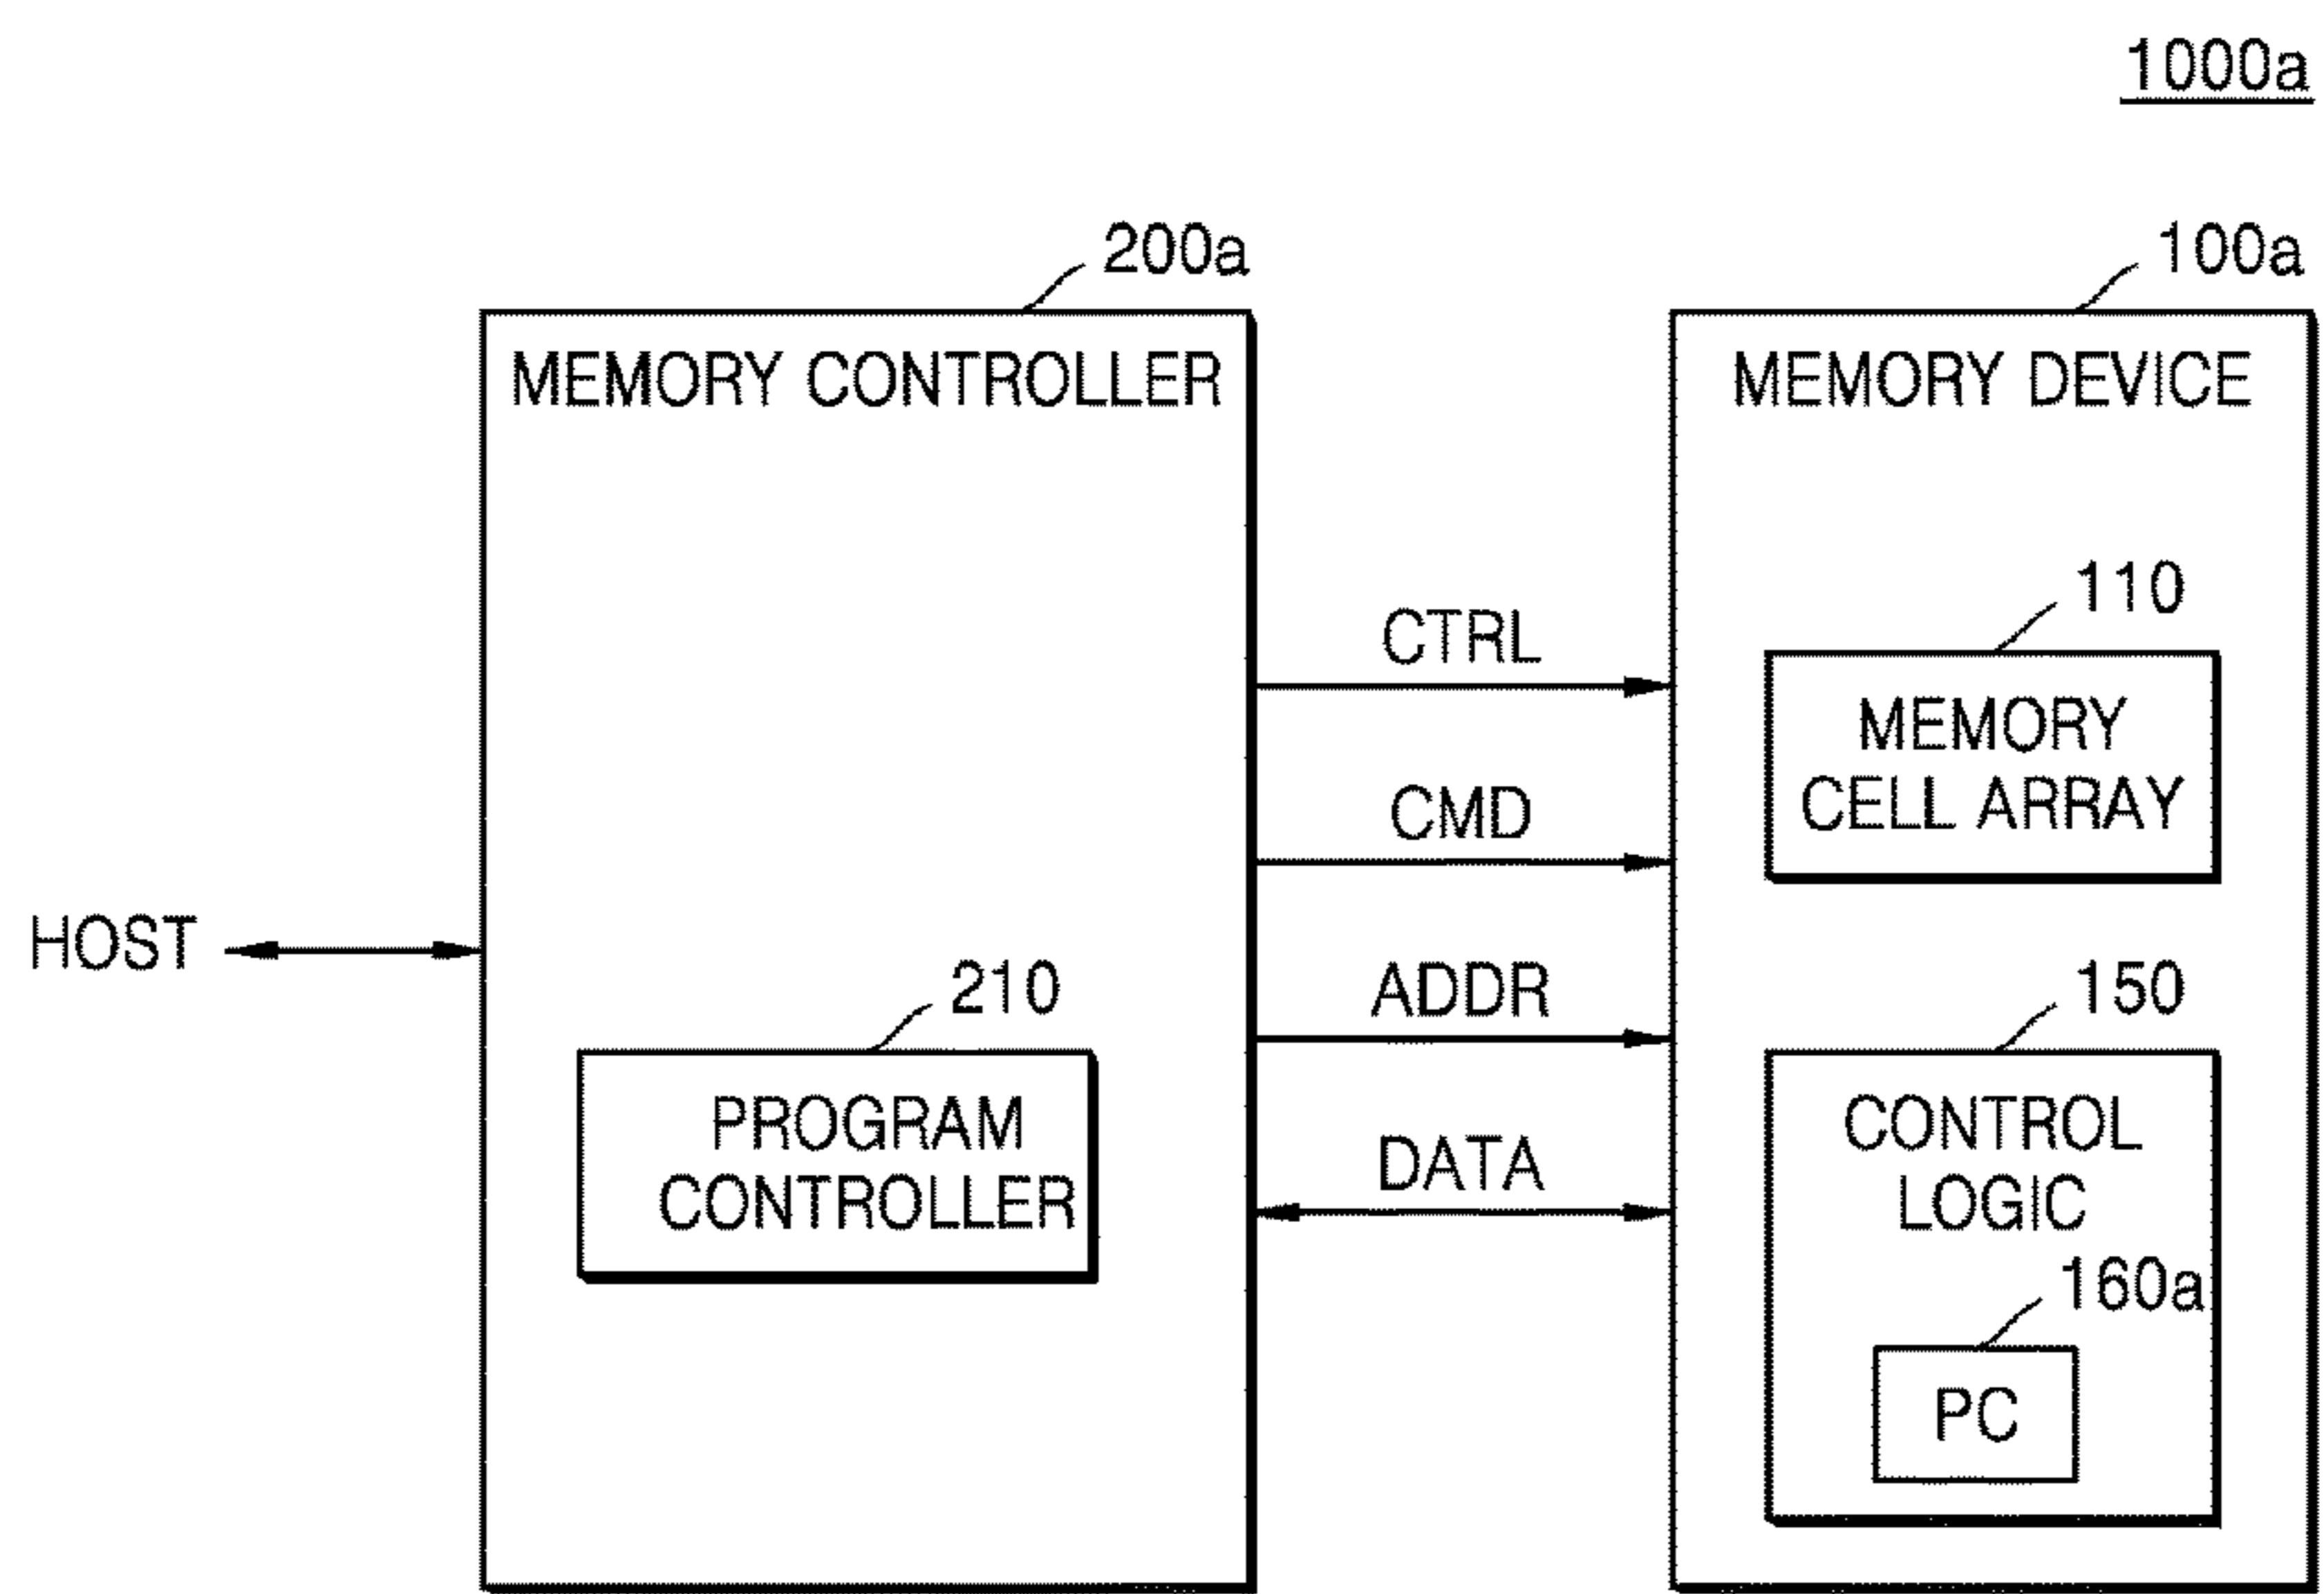 1000a
200a
100a
MEMORY CONTROLLER
MEMORY DEVICE
110
CTRL
MEMORY
CELL ARRAY
CMD
HOST
210
ADDR
150
PROGRAM
CONTROLLER
DATA
CONTROL
LOGIC
160a
PC